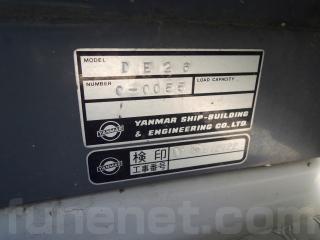 MODEL DE26
NUMBER LOAD CAPACITY
YANMAR
YANMAR SHIP-BUILDING
& ENGINEERING CO.LTD.
検印
工事番号
funenet.com